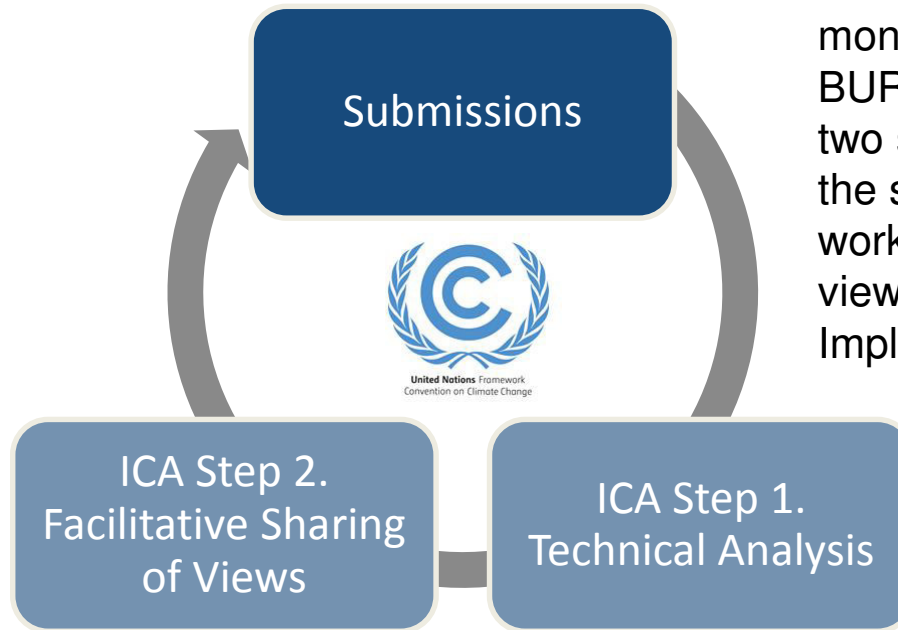 Submissions
United Nations Framework
Convention on Climate Change
ICA Step 2.
Facilitative Sharing
of Views
ICA Step 1.
Technical Analysis
mon
BUR
two
the s
work
view
Impl